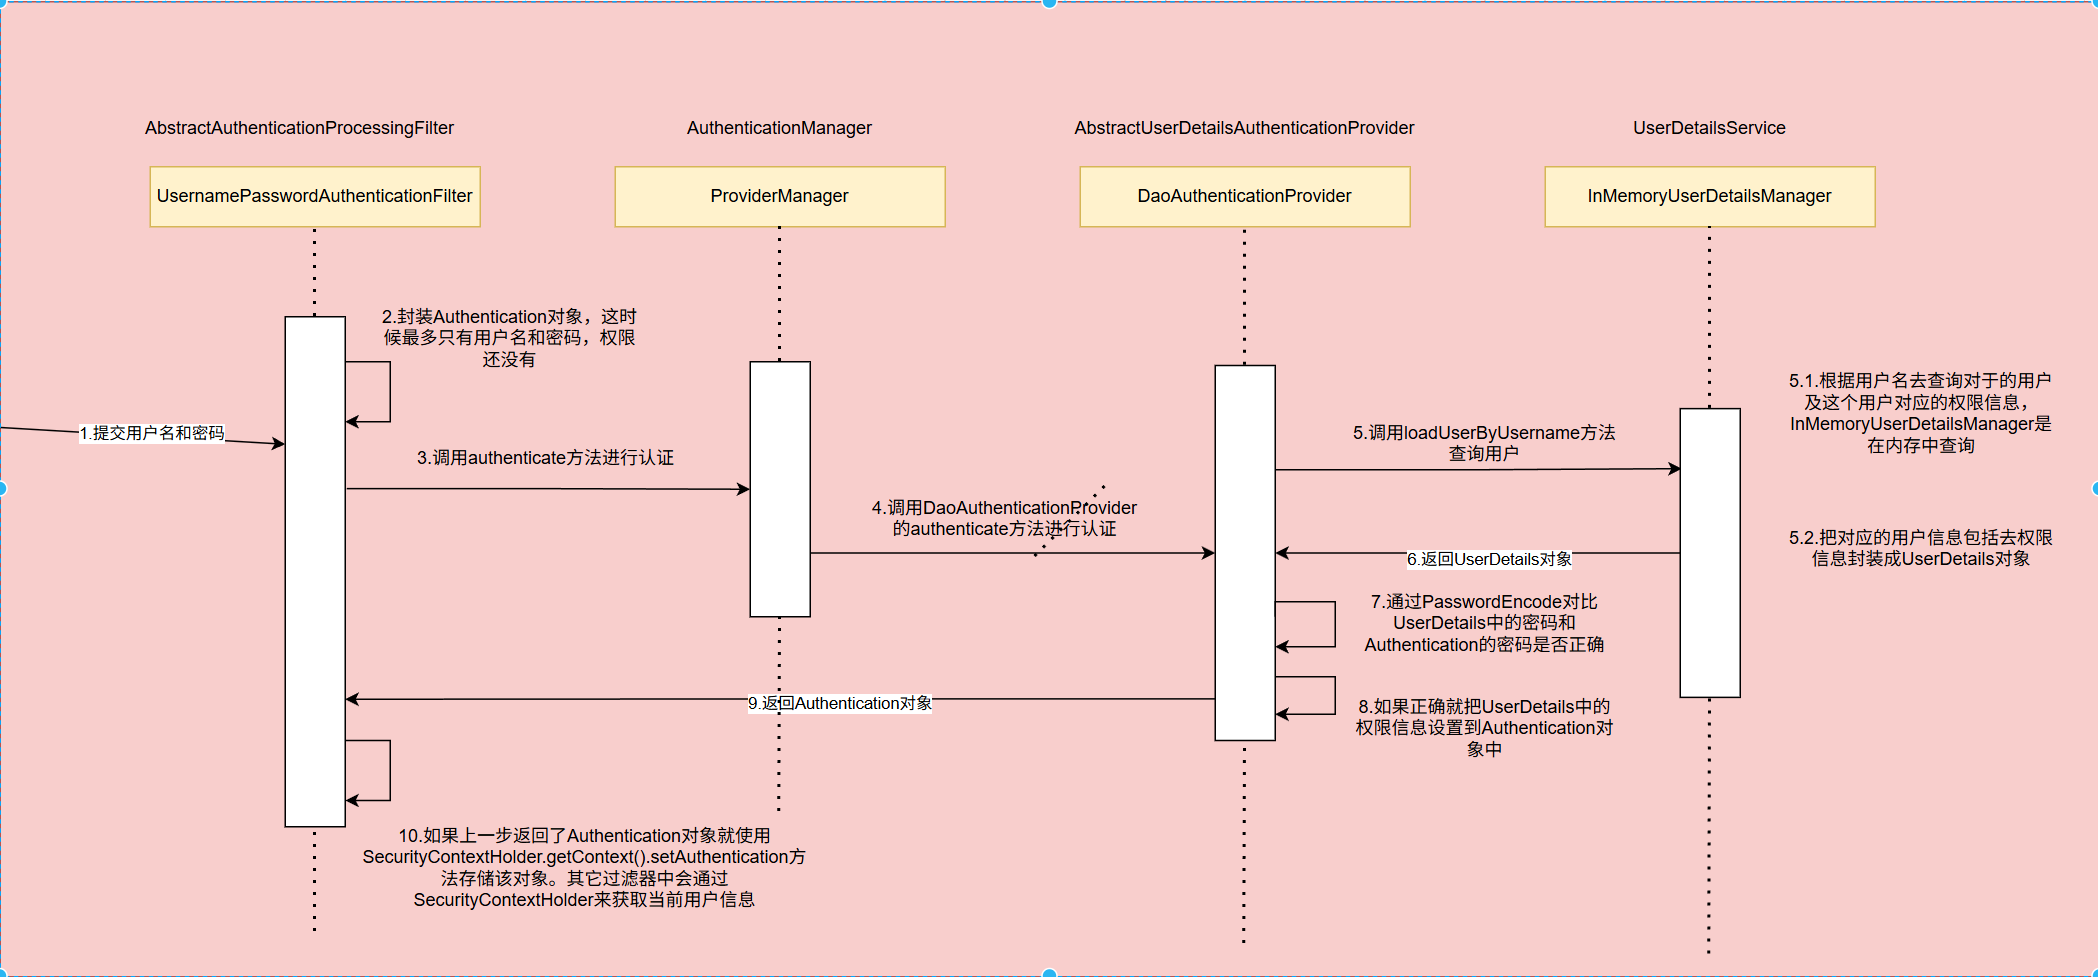 AbstractAuthenticationProcessingFilter
AuthenticationManager
AbstractUserDetailsAuthenticationProvider
UserDetailsService
UsernamePasswordAuthenticationFilter
ProviderManager
DaoAuthenticationProvider
InMemoryUserDetailsManager
1.提交用户名和密码
2.封装Authentication对象，这时
候最多只有用户名和密码，权限
还没有
3.调用authenticate方法进行认证
4.调用DaoAuthenticationProvider
的authenticate方法进行认证
5.调用loadUserByUsername方法
查询用户
5.1.根据用户名去查询对于的用户
及这个用户对应的权限信息，
InMemoryUserDetailsManager是
在内存中查询
5.2.把对应的用户信息包括去权限
信息封装成UserDetails对象
6.返回UserDetails对象
7.通过PasswordEncode对比
UserDetails中的密码和
Authentication的密码是否正确
8.如果正确就把UserDetails中的
权限信息设置到Authentication对
象中
9.返回Authentication对象
10.如果上一步返回了Authentication对象就使用
SecurityContextHolder.getContext().setAuthentication方
法存储该对象。其它过滤器中会通过
SecurityContextHolder来获取当前用户信息